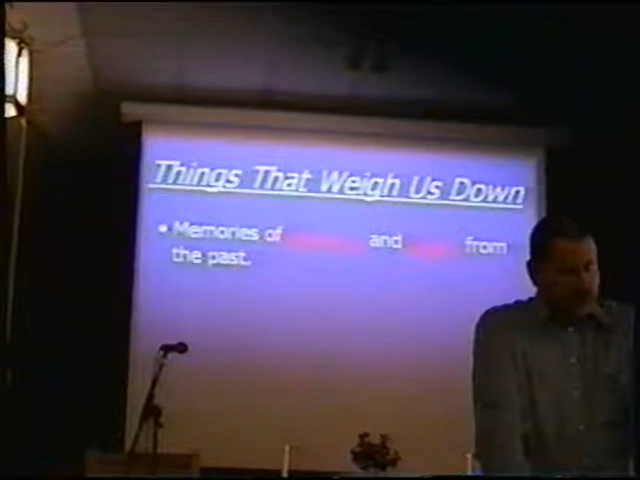 Things That Weigh Us Down
• Memories of and from
the past.